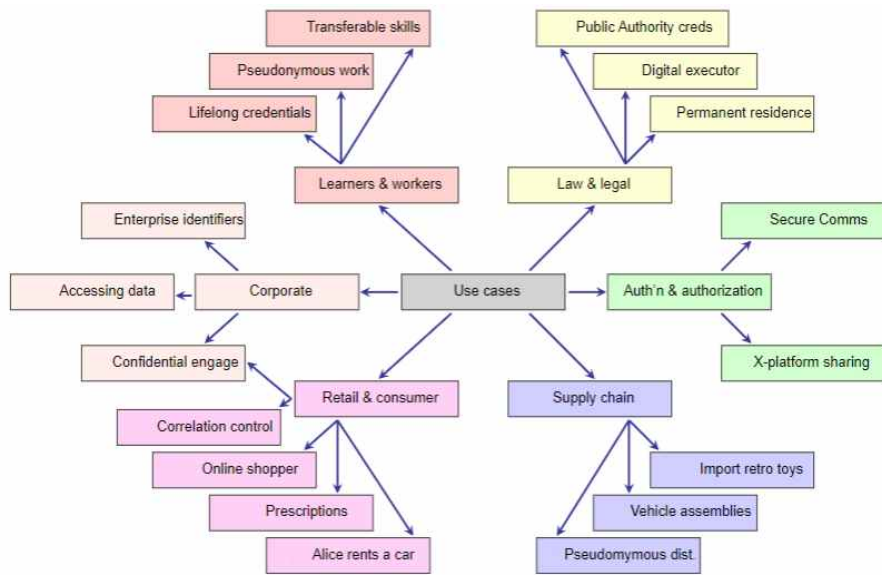 Transferable skills
Public Authority creds
Pseudonymous work
Digital executor
Lifelong credentials
Permanent residence
Learners & workers
Law & legal
Enterprise identifiers
Secure Comms
Accessing data
Corporate
Use cases
Auth'n & authorization
Confidential engage
X-platform sharing
Retail & consumer
Supply chain
Correlation control
Online shopper
Import retro toys
Prescriptions
Vehicle assemblies
Alice rents a car
Pseudomymous dist.